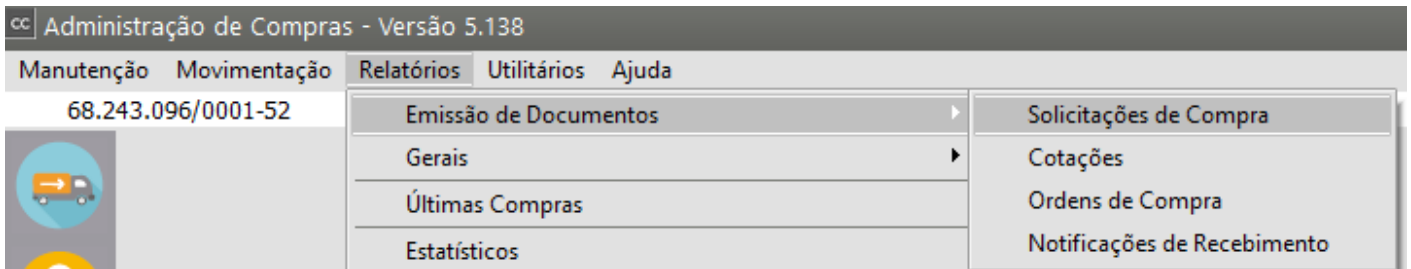 cc Administração de Compras - Versão 5.138
Manutenção Movimentação Relatórios Utilitários Ajuda
68.243.096/0001-52
Emissão de Documentos
Gerais
Últimas Compras
Estatísticos
Solicitações de Compra
Cotações
Ordens de Compra
Notificações de Recebimento